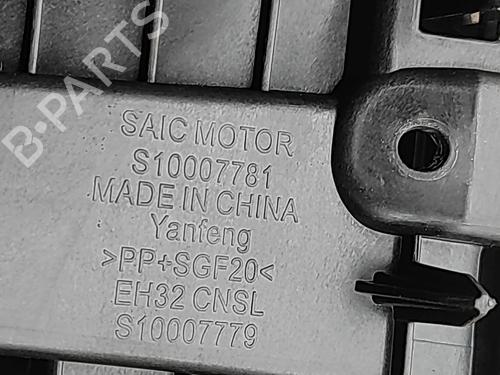 B-PARTS
SAIC MOTOR
S10007781
MADE IN CHINA
Yanfeng
>PP+SGF20<
EH32 CNSL
S10007779